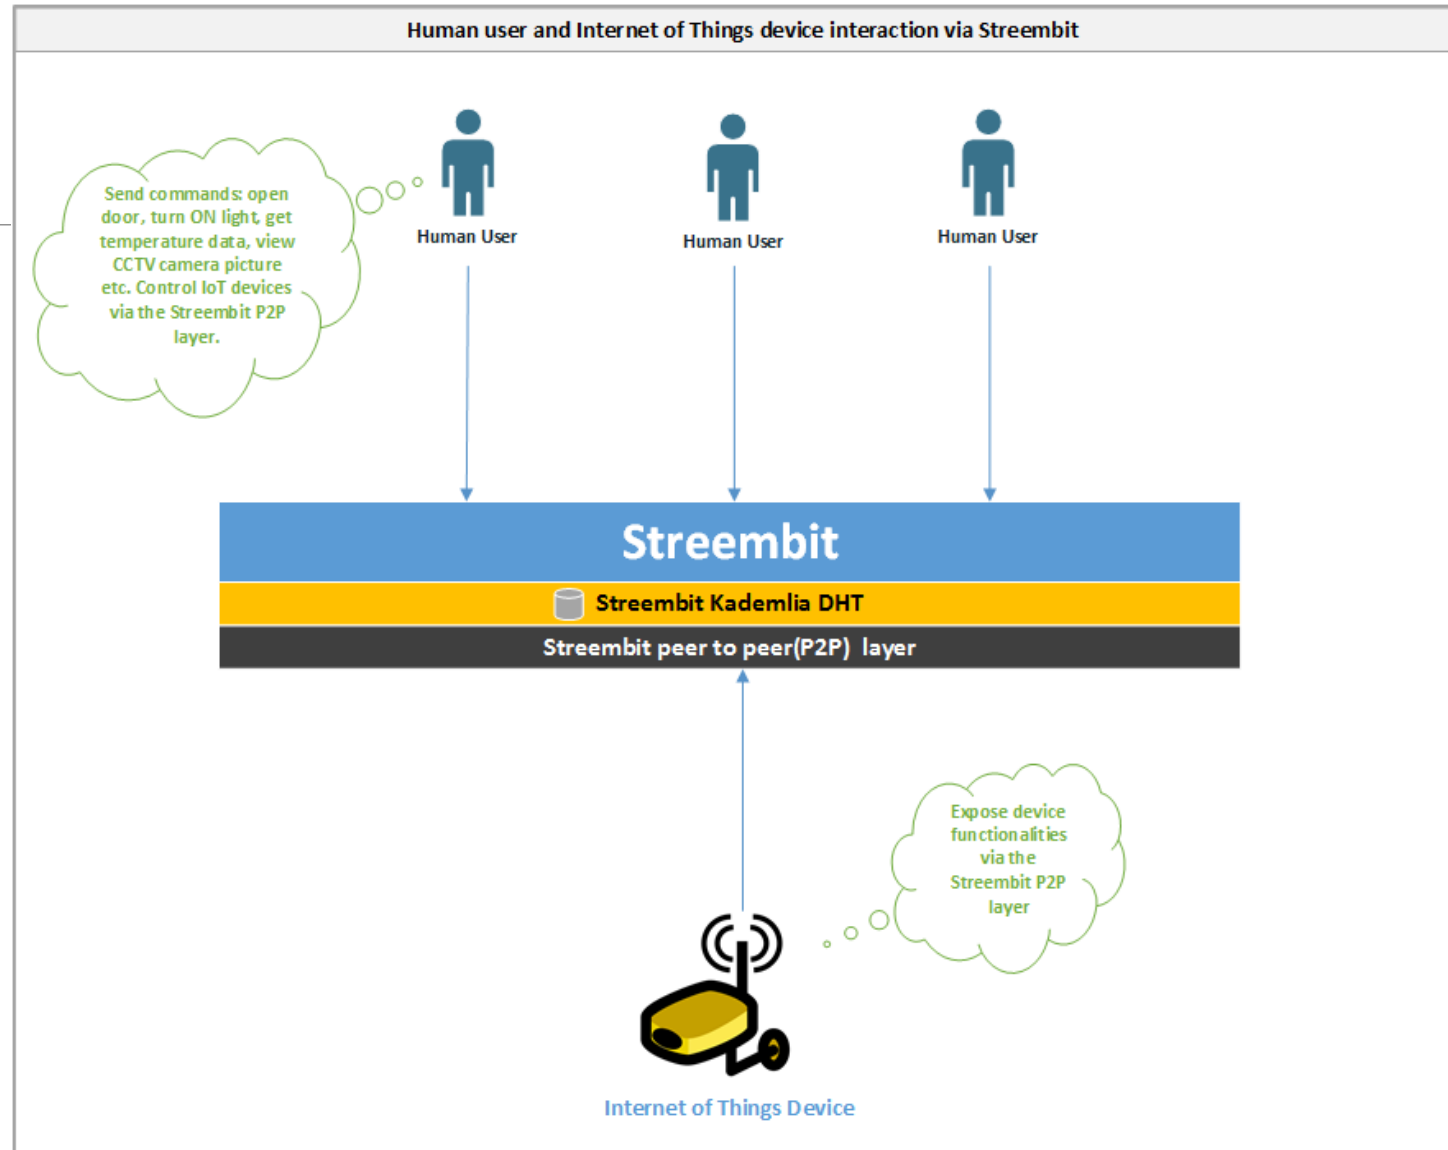 Human user and Internet of Things device interaction via Streembit
Send commands: open
door, turn ON light, get
temperature data, view
CCTV camera picture
etc. Control IoT devices
via the Streembit P2P
layer.
Human User
Human User
Human User
Streembit
Streembit Kademlia DHT
Streembit peer to peer(P2P) layer
Expose device
functionalities
via the
Streembit P2P
layer
Internet of Things Device